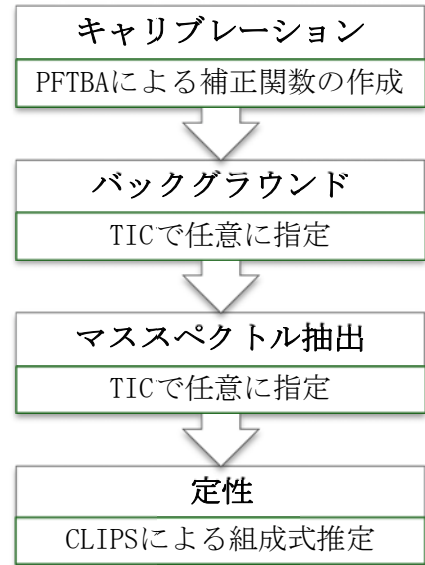 キャリブレーション
PFTBAによる補正関数の作成
バックグラウンド
TICで任意に指定
マススペクトル抽出
TICで任意に指定
定性
CLIPSによる組成式推定